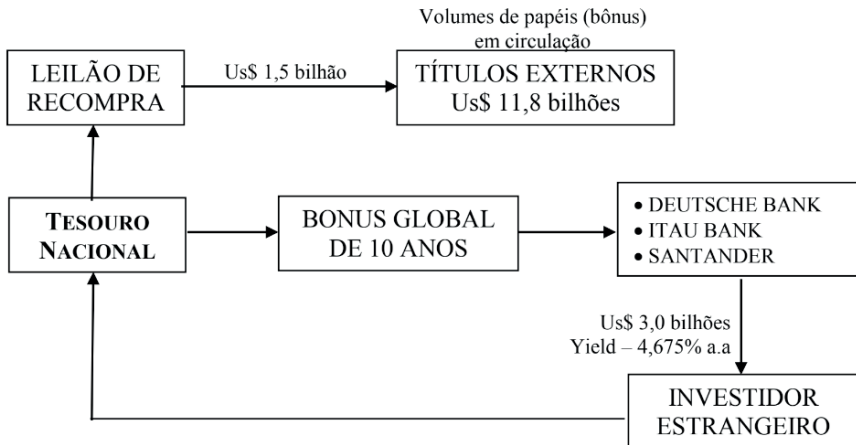 Volumes de papéis (bônus)
em circulação
LEILÃO DE
RECOMPRA
Us$ 1,5 bilhão
TÍTULOS EXTERNOS
Us$ 11,8 bilhões
TESOURO
NACIONAL
BONUS GLOBAL
DE 10 ANOS
• DEUTSCHE BANK
• ITAU BANK
• SANTANDER
Us$ 3,0 bilhões
Yield – 4,675% a.a
INVESTIDOR
ESTRANGEIRO